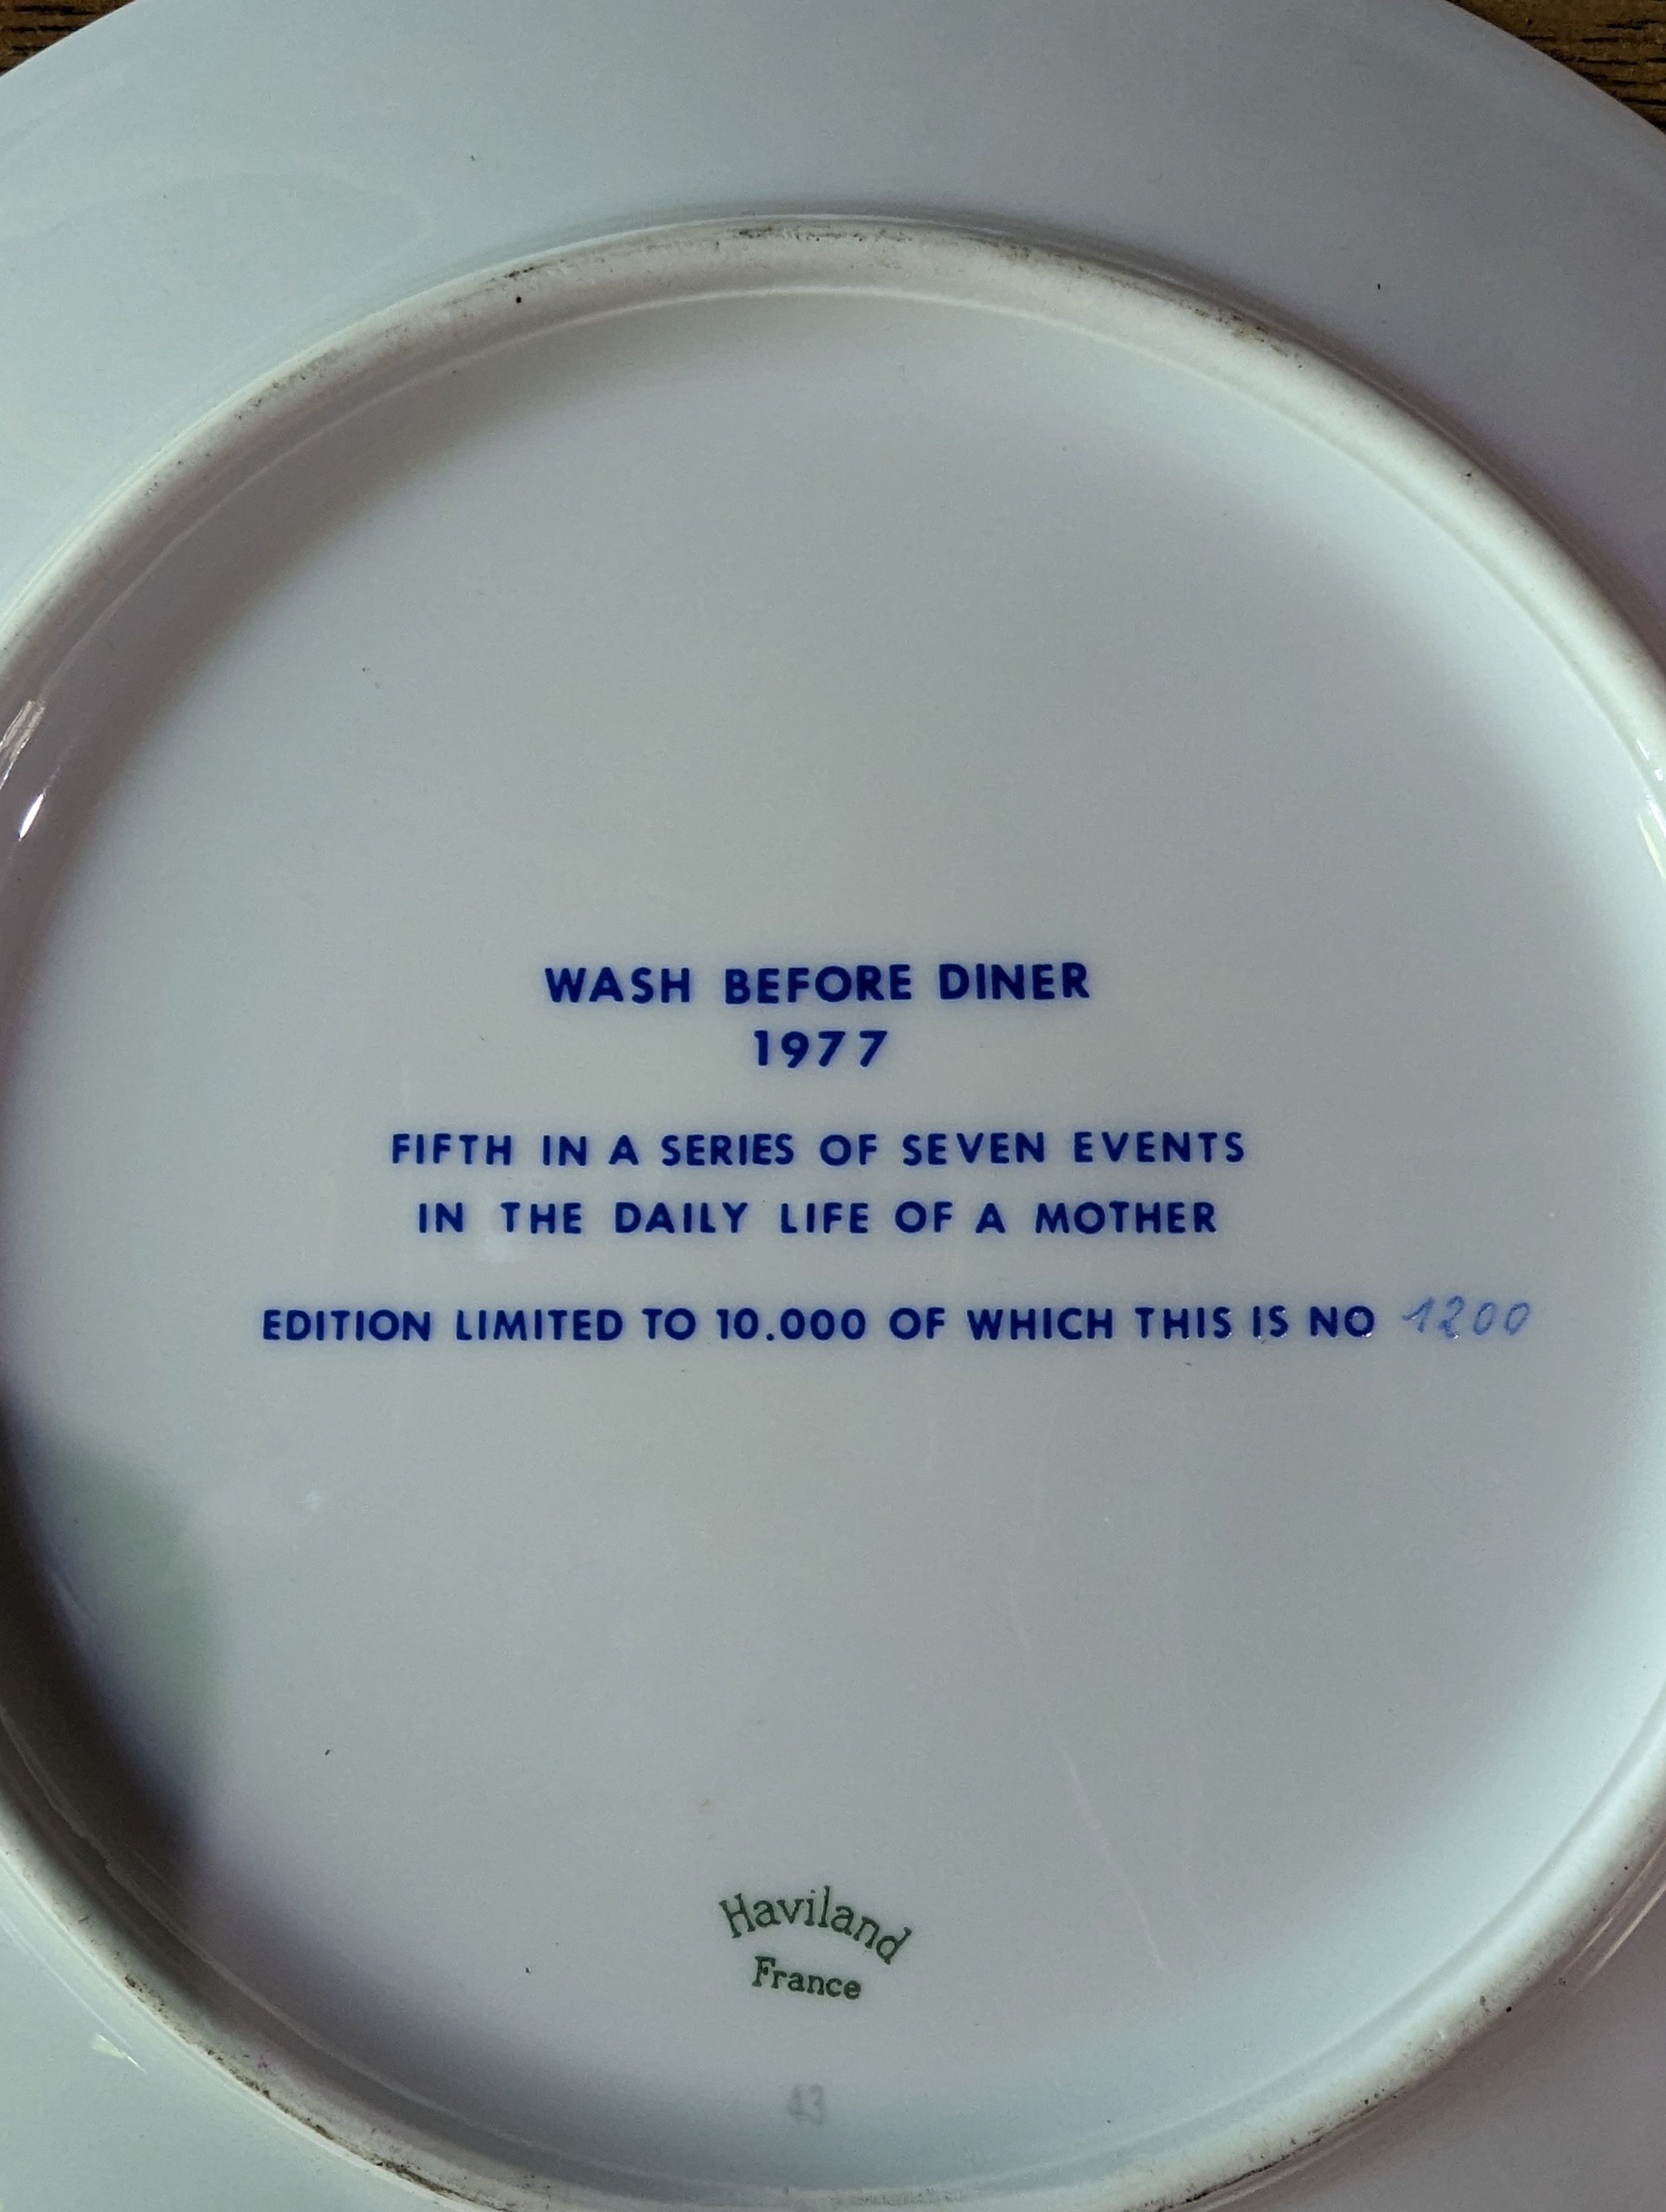 WASH BEFORE DINER
1977
FIFTH IN A SERIES OF SEVEN EVENTS
IN THE DAILY LIFE OF A MOTHER
EDITION LIMITED TO 10.000 OF WHICH THIS IS NO 1200
Haviland
France
43